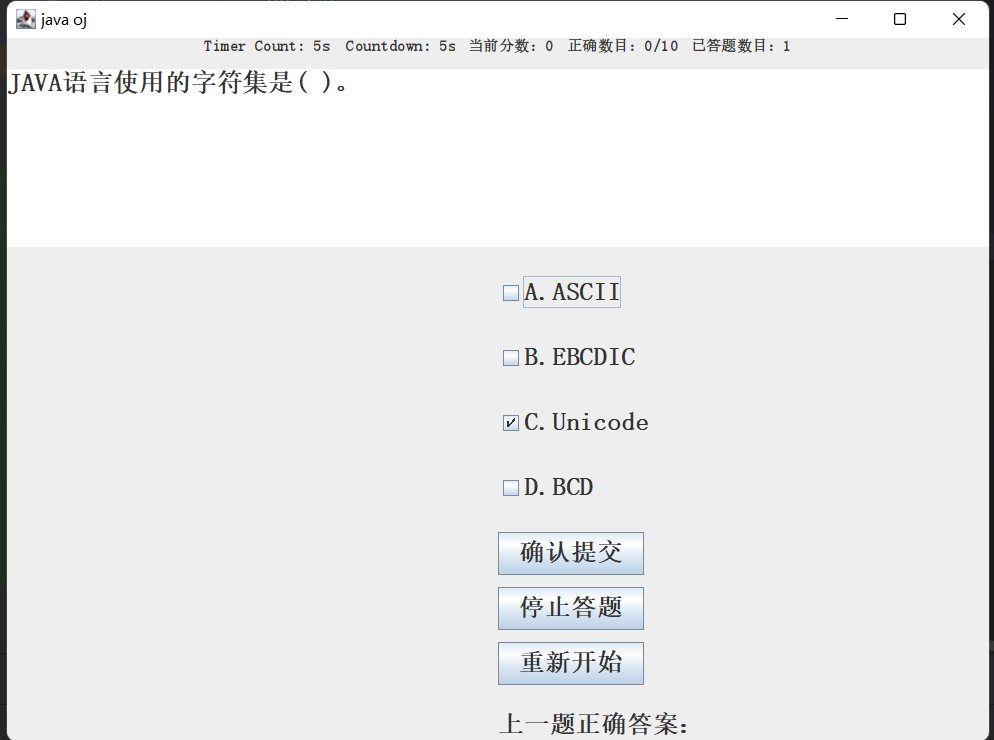 java oj
Timer Count: 5s Countdown: 5s 当前分数: 0 正确数目: 0/10 已答题数目: 1
JAVA语言使用的字符集是( )。
A.ASCII
B.EBCDIC
C.Unicode
D.BCD
确认提交
停止答题
重新开始
上一题正确答案: